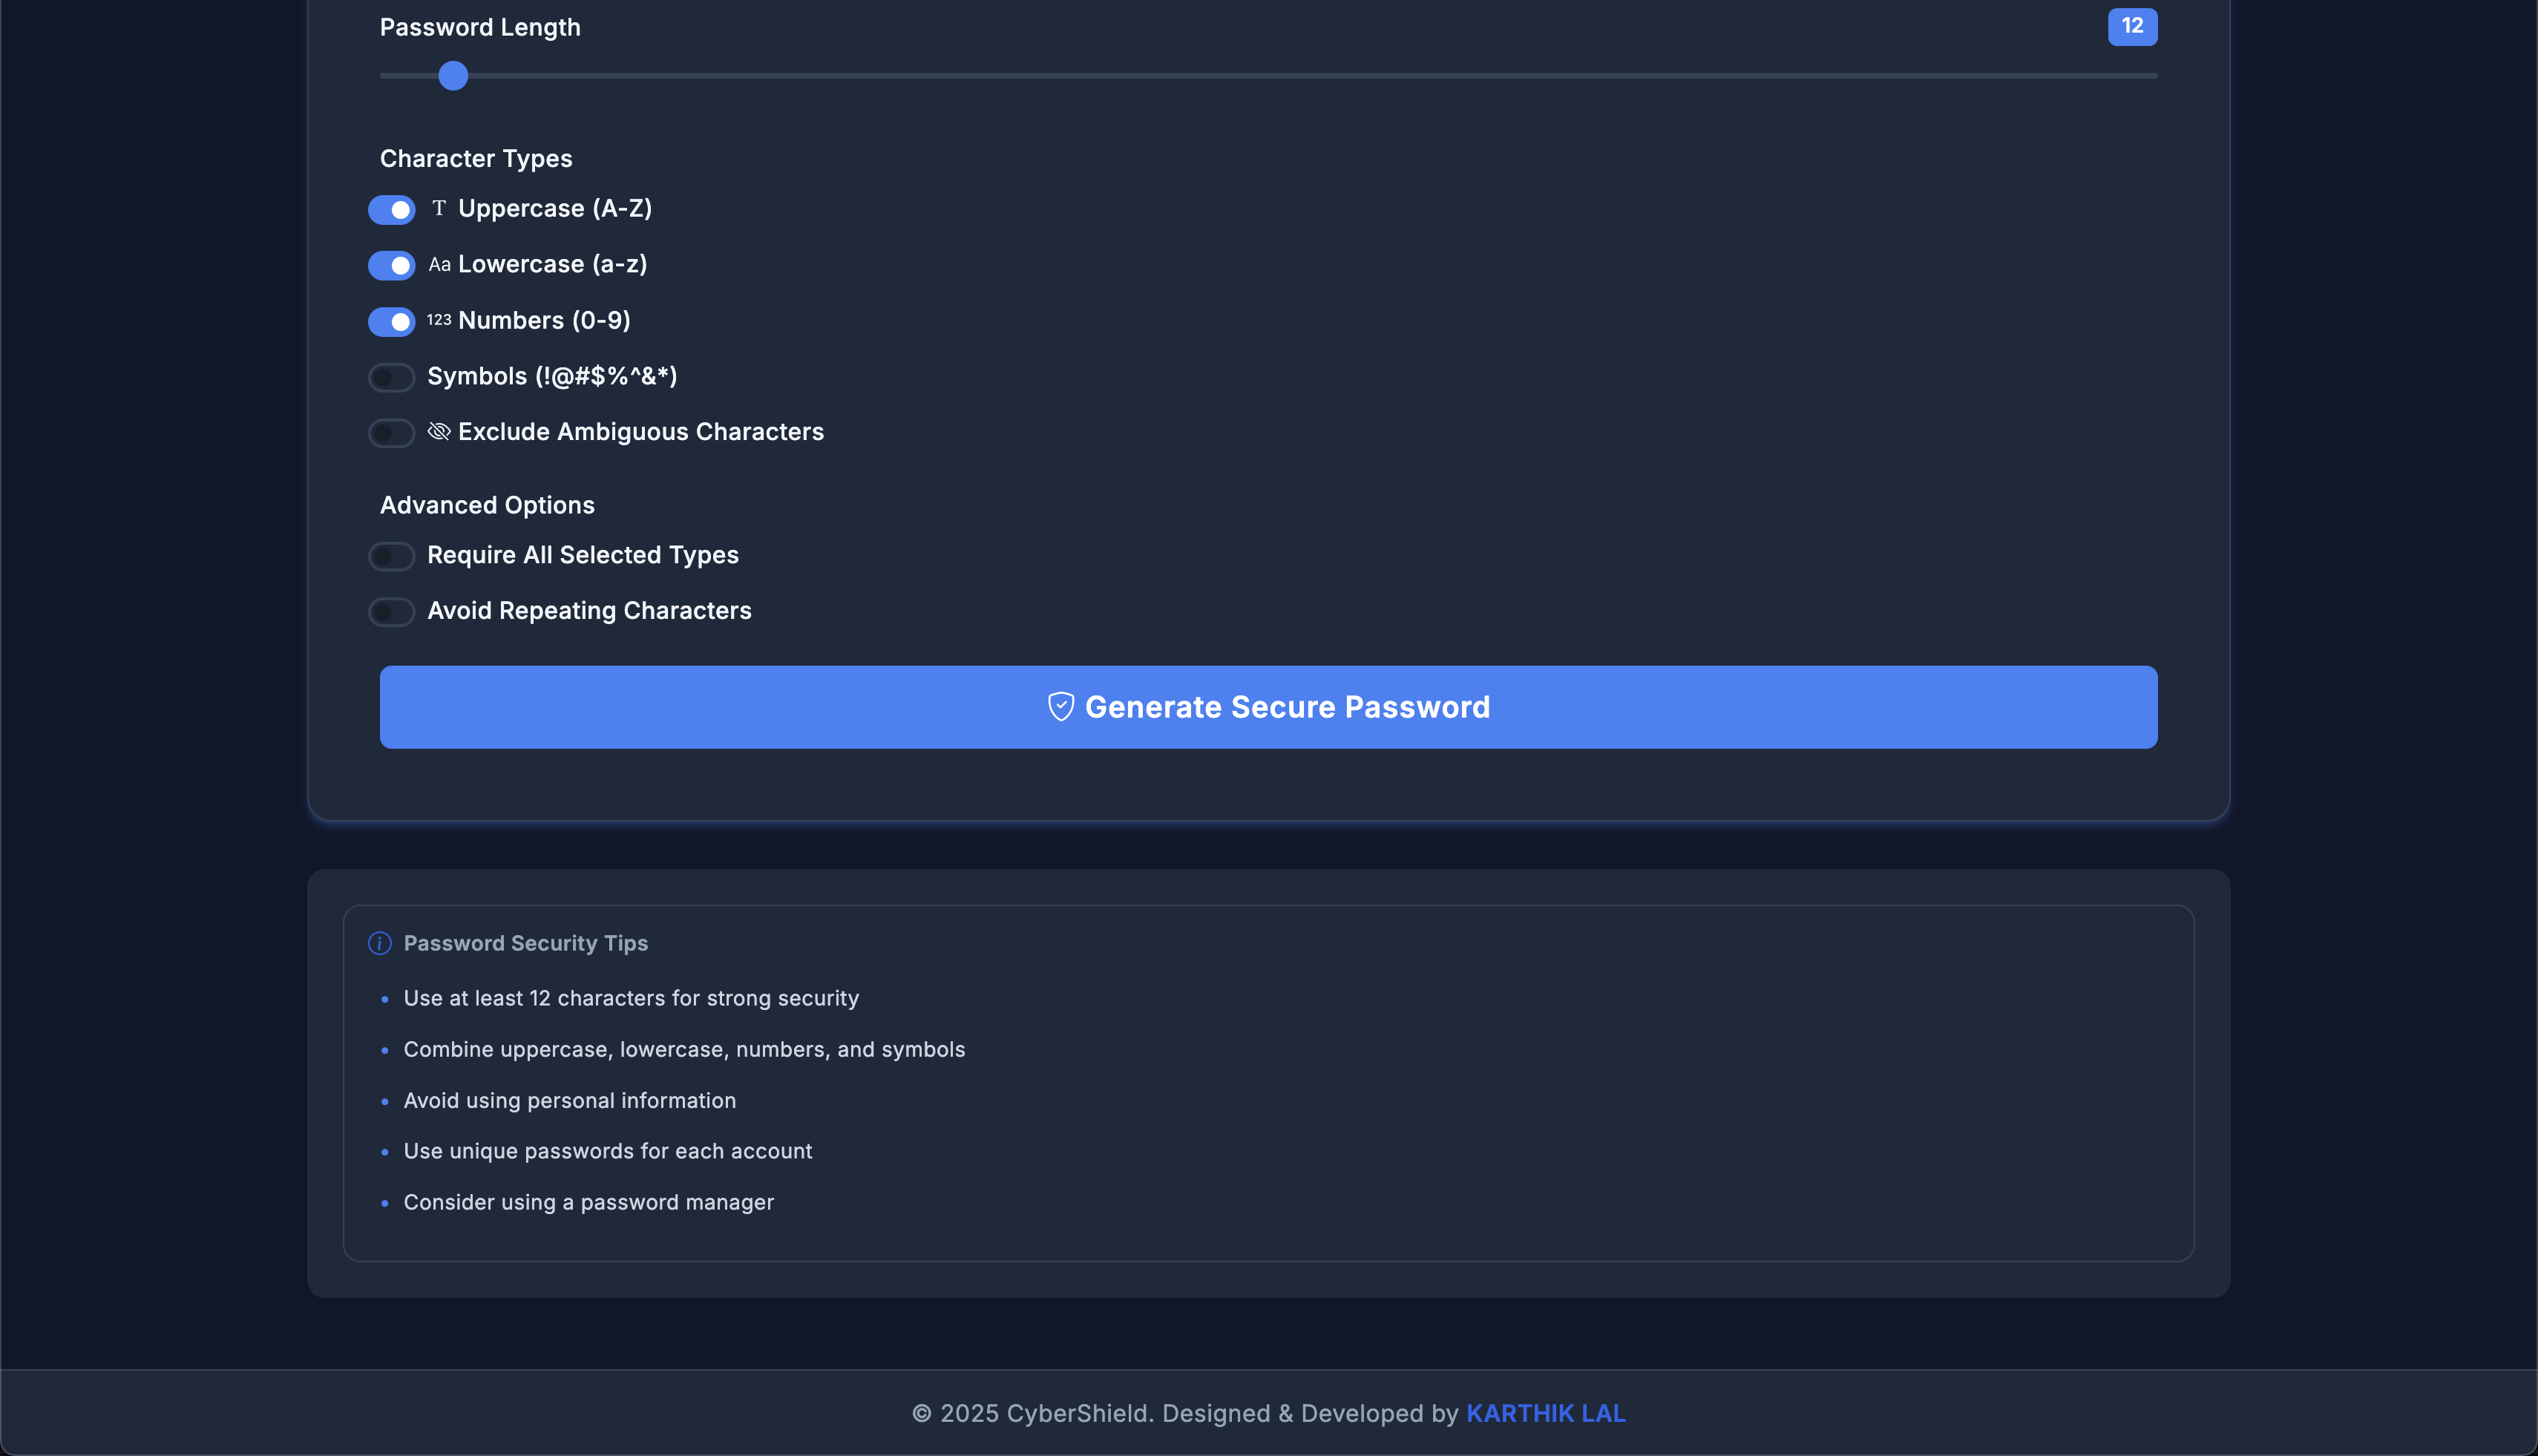 Password Length
12
Character Types
T Uppercase (A-Z)
Aa Lowercase (a-z)
123 Numbers (0-9)
Symbols (!@#$%^&*)
Exclude Ambiguous Characters
Advanced Options
Require All Selected Types
Avoid Repeating Characters
Generate Secure Password
i Password Security Tips
• Use at least 12 characters for strong security
• Combine uppercase, lowercase, numbers, and symbols
• Avoid using personal information
• Use unique passwords for each account
• Consider using a password manager
© 2025 CyberShield. Designed & Developed by KARTHIK LAL